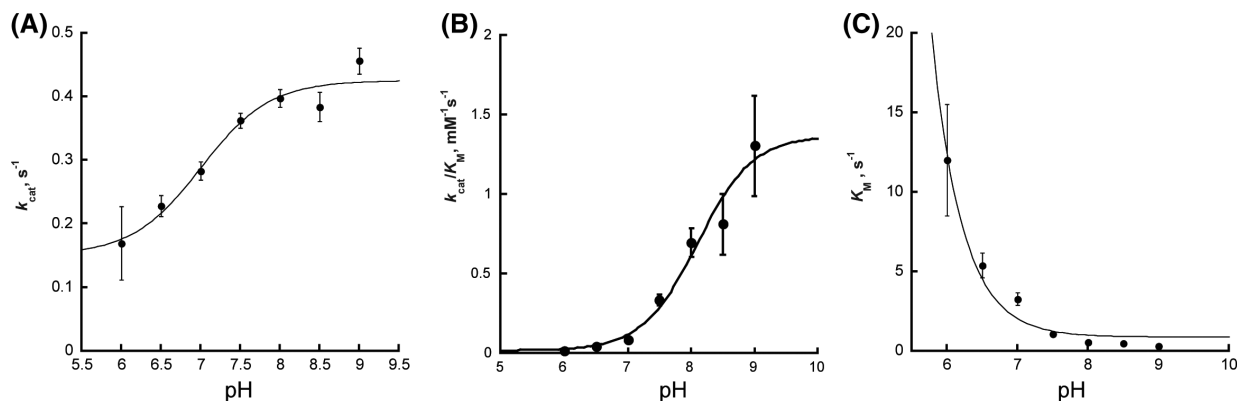 (A)
0.5
0.4
0.3
0.2
0.1
0
k_cat, s⁻¹
5.5 6 6.5 7 7.5 8 8.5 9 9.5
pH
(B)
2
1.5
1
0.5
0
k_cat/K_M, mM⁻¹s⁻¹
5 6 7 8 9 10
pH
(C)
20
15
10
5
0
K_M, s⁻¹
6 7 8 9 10
pH